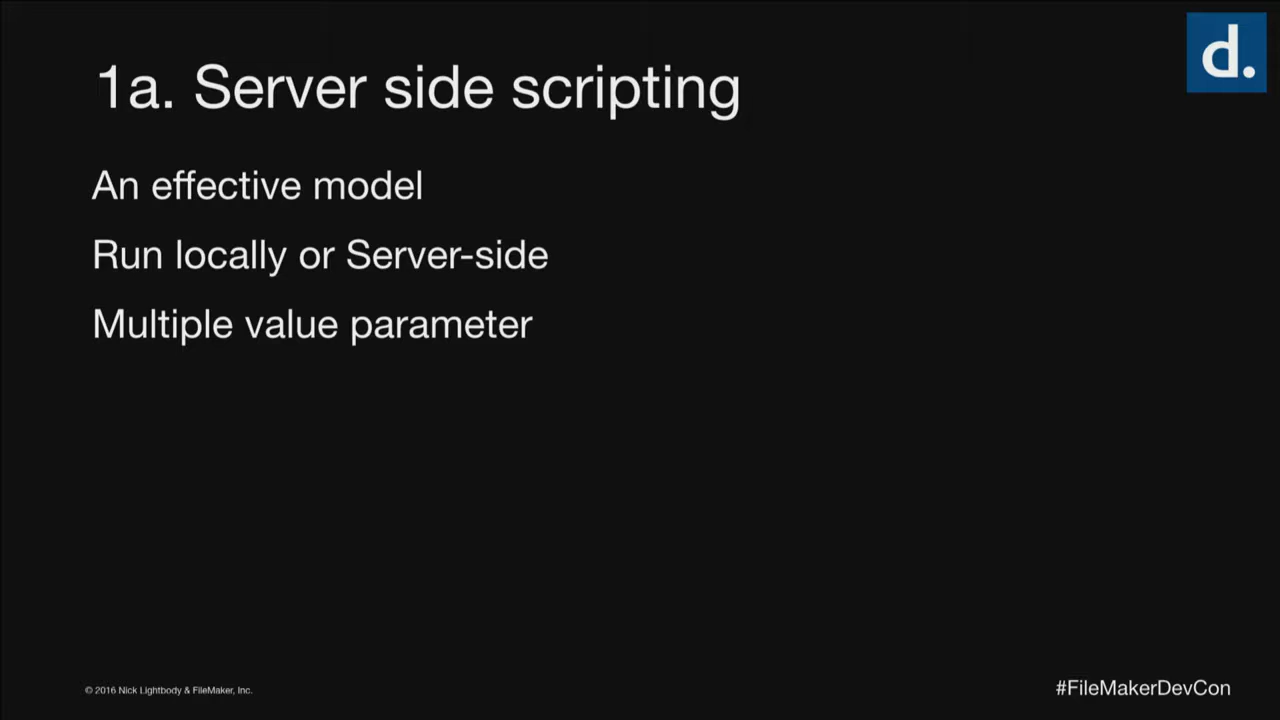 d.
1a. Server side scripting
An effective model
Run locally or Server-side
Multiple value parameter
© 2016 Nick Lightbody & FileMaker, Inc.
#FileMakerDevCon